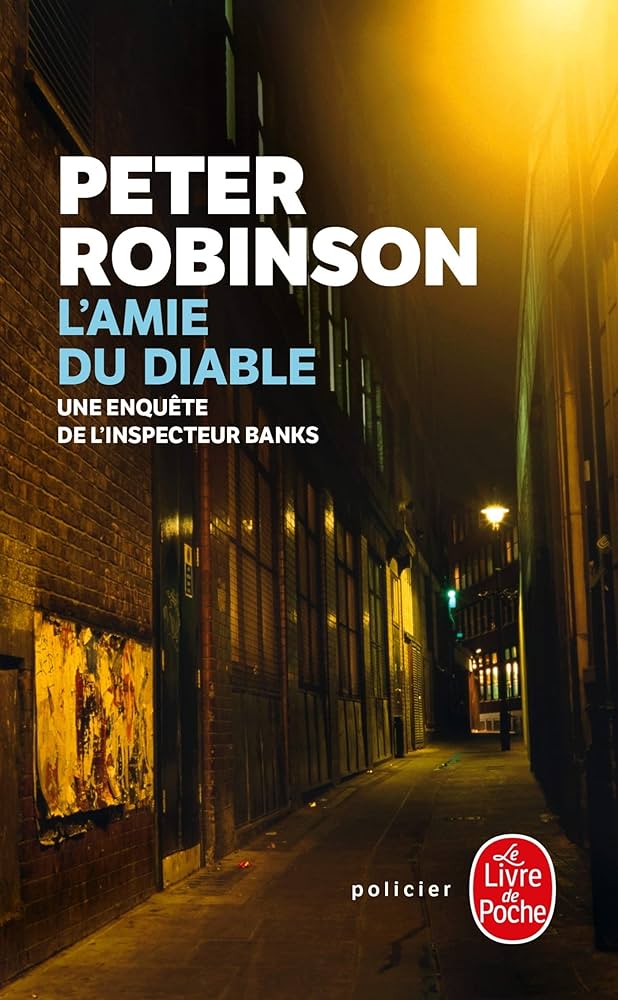 PETER
ROBINSON
L'AMIE
DU DIABLE
UNE ENQUÊTE
DE L'INSPECTEUR BANKS
policier
Le
Livre
de
Poche